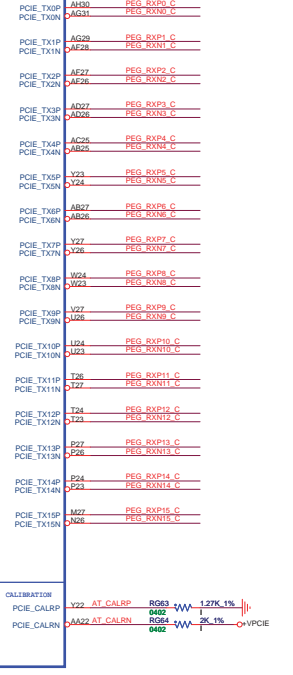 PCIE_TX0P AH30 PEG_RXP0_C
PCIE_TX0N AG31 PEG_RXN0_C
PCIE_TX1P AG29 PEG_RXP1_C
PCIE_TX1N AF28 PEG_RXN1_C
PCIE_TX2P AF27 PEG_RXP2_C
PCIE_TX2N AF26 PEG_RXN2_C
PCIE_TX3P AD27 PEG_RXP3_C
PCIE_TX3N AD26 PEG_RXN3_C
PCIE_TX4P AC25 PEG_RXP4_C
PCIE_TX4N AB25 PEG_RXN4_C
PCIE_TX5P Y23 PEG_RXP5_C
PCIE_TX5N Y24 PEG_RXN5_C
PCIE_TX6P AB27 PEG_RXP6_C
PCIE_TX6N AB26 PEG_RXN6_C
PCIE_TX7P Y27 PEG_RXP7_C
PCIE_TX7N Y26 PEG_RXN7_C
PCIE_TX8P W24 PEG_RXP8_C
PCIE_TX8N W23 PEG_RXN8_C
PCIE_TX9P V27 PEG_RXP9_C
PCIE_TX9N U26 PEG_RXN9_C
PCIE_TX10P U24 PEG_RXP10_C
PCIE_TX10N U23 PEG_RXN10_C
PCIE_TX11P T26 PEG_RXP11_C
PCIE_TX11N T27 PEG_RXN11_C
PCIE_TX12P T24 PEG_RXP12_C
PCIE_TX12N T23 PEG_RXN12_C
PCIE_TX13P P27 PEG_RXP13_C
PCIE_TX13N P26 PEG_RXN13_C
PCIE_TX14P P24 PEG_RXP14_C
PCIE_TX14N P23 PEG_RXN14_C
PCIE_TX15P M27 PEG_RXP15_C
PCIE_TX15N N26 PEG_RXN15_C
CALIBRATION
PCIE_CALRP Y22 AT_CALRP RG63 1.27K_1%
0402 I
PCIE_CALRN AA22 AT_CALRN RG64 2K_1% +VPCIE
0402 I